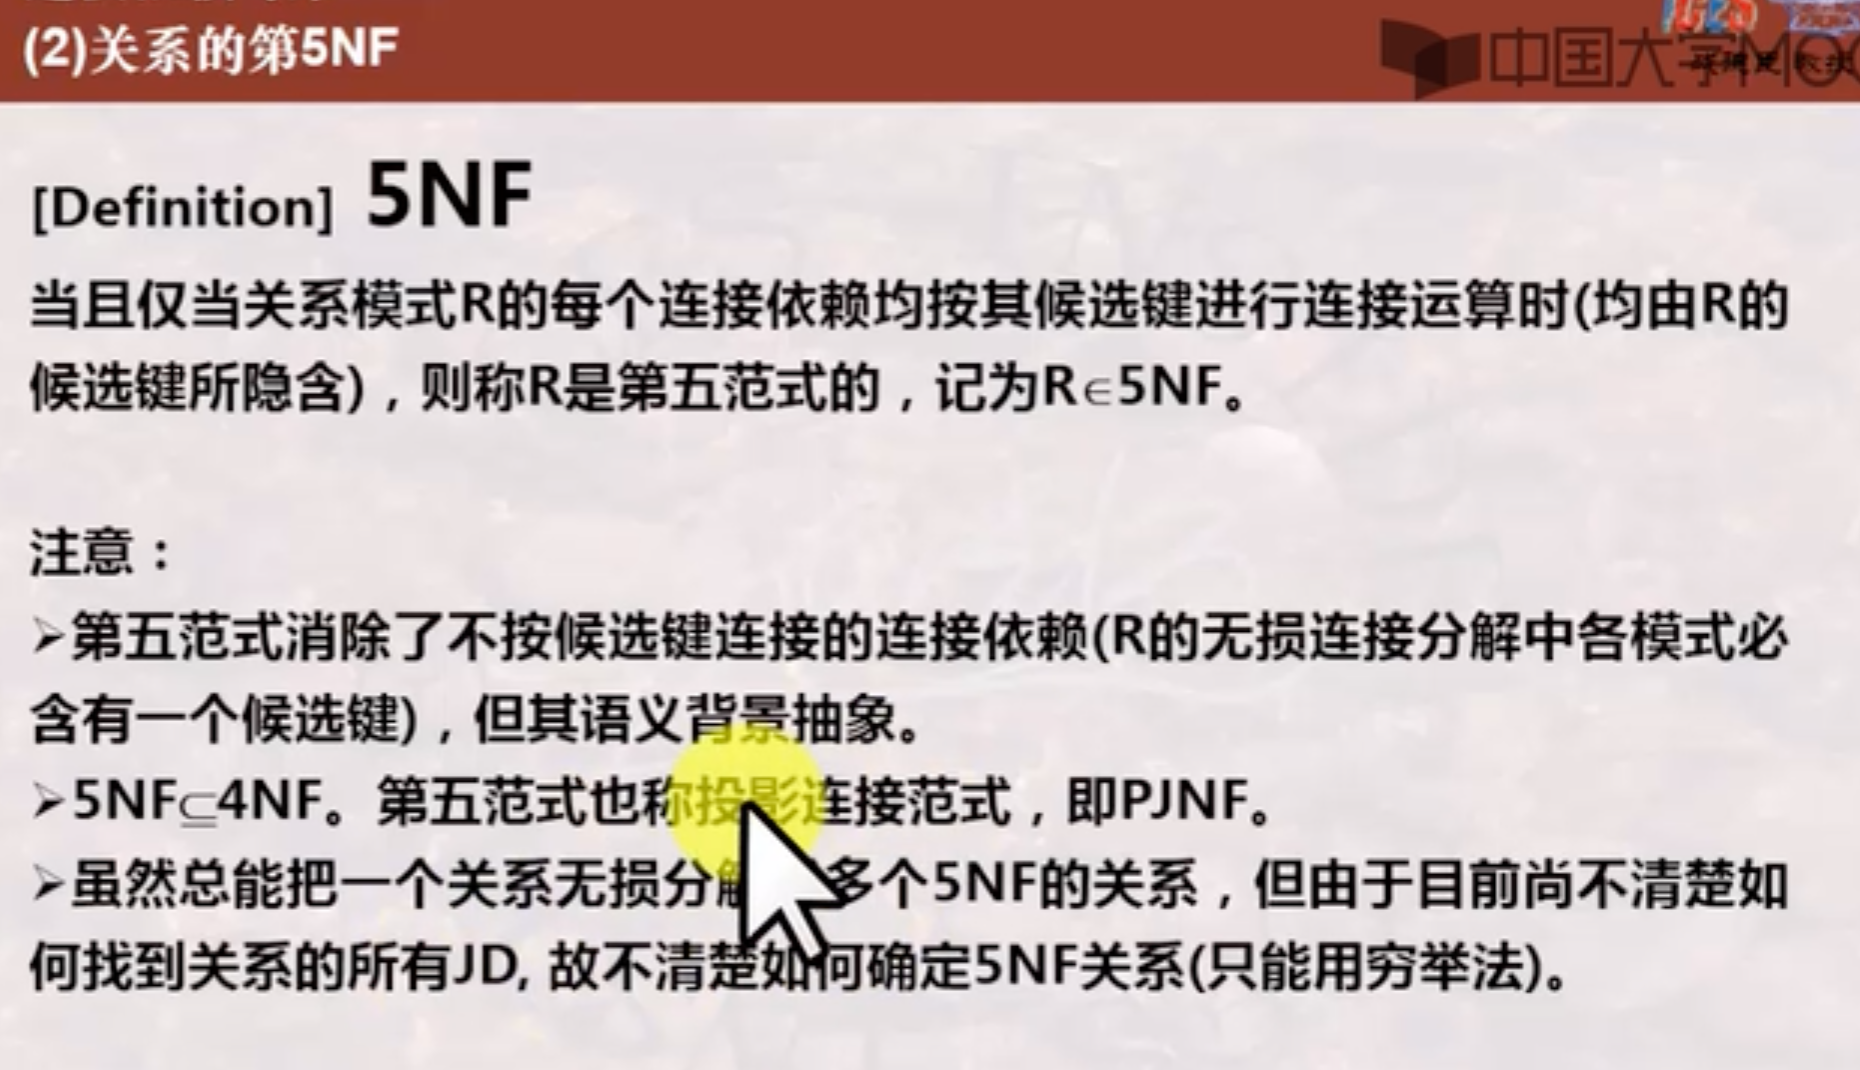 (2)关系的第5NF
中国大学MOO
[Definition] 5NF
当且仅当关系模式R的每个连接依赖均按其候选键进行连接运算时(均由R的
候选键所隐含)，则称R是第五范式的，记为R∈5NF。
注意：
➢第五范式消除了不按候选键连接的连接依赖(R的无损连接分解中各模式必
含有一个候选键)，但其语义背景抽象。
➢5NF⊆4NF。第五范式也称投影连接范式，即PJNF。
➢虽然总能把一个关系无损分解 多个5NF的关系，但由于目前尚不清楚如
何找到关系的所有JD, 故不清楚如何确定5NF关系(只能用穷举法)。